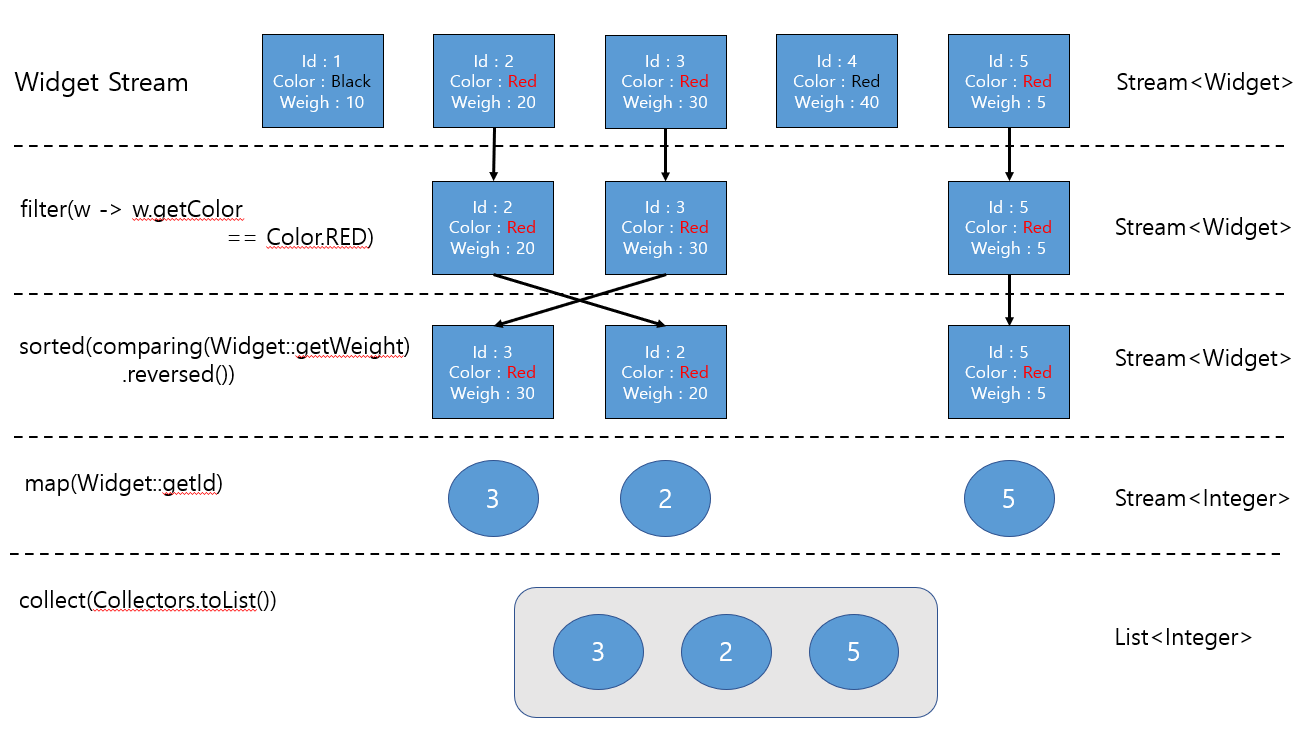 Widget Stream
Id : 1
Color : Black
Weigh : 10
Id : 2
Color : Red
Weigh : 20
Id : 3
Color : Red
Weigh : 30
Id : 4
Color : Red
Weigh : 40
Id : 5
Color : Red
Weigh : 5
Stream<Widget>
filter(w -> w.getColor
== Color.RED)
Id : 2
Color : Red
Weigh : 20
Id : 3
Color : Red
Weigh : 30
Id : 5
Color : Red
Weigh : 5
Stream<Widget>
sorted(comparing(Widget::getWeight)
.reversed())
Id : 3
Color : Red
Weigh : 30
Id : 2
Color : Red
Weigh : 20
Id : 5
Color : Red
Weigh : 5
Stream<Widget>
map(Widget::getId)
3
2
5
Stream<Integer>
collect(Collectors.toList())
3
2
5
List<Integer>